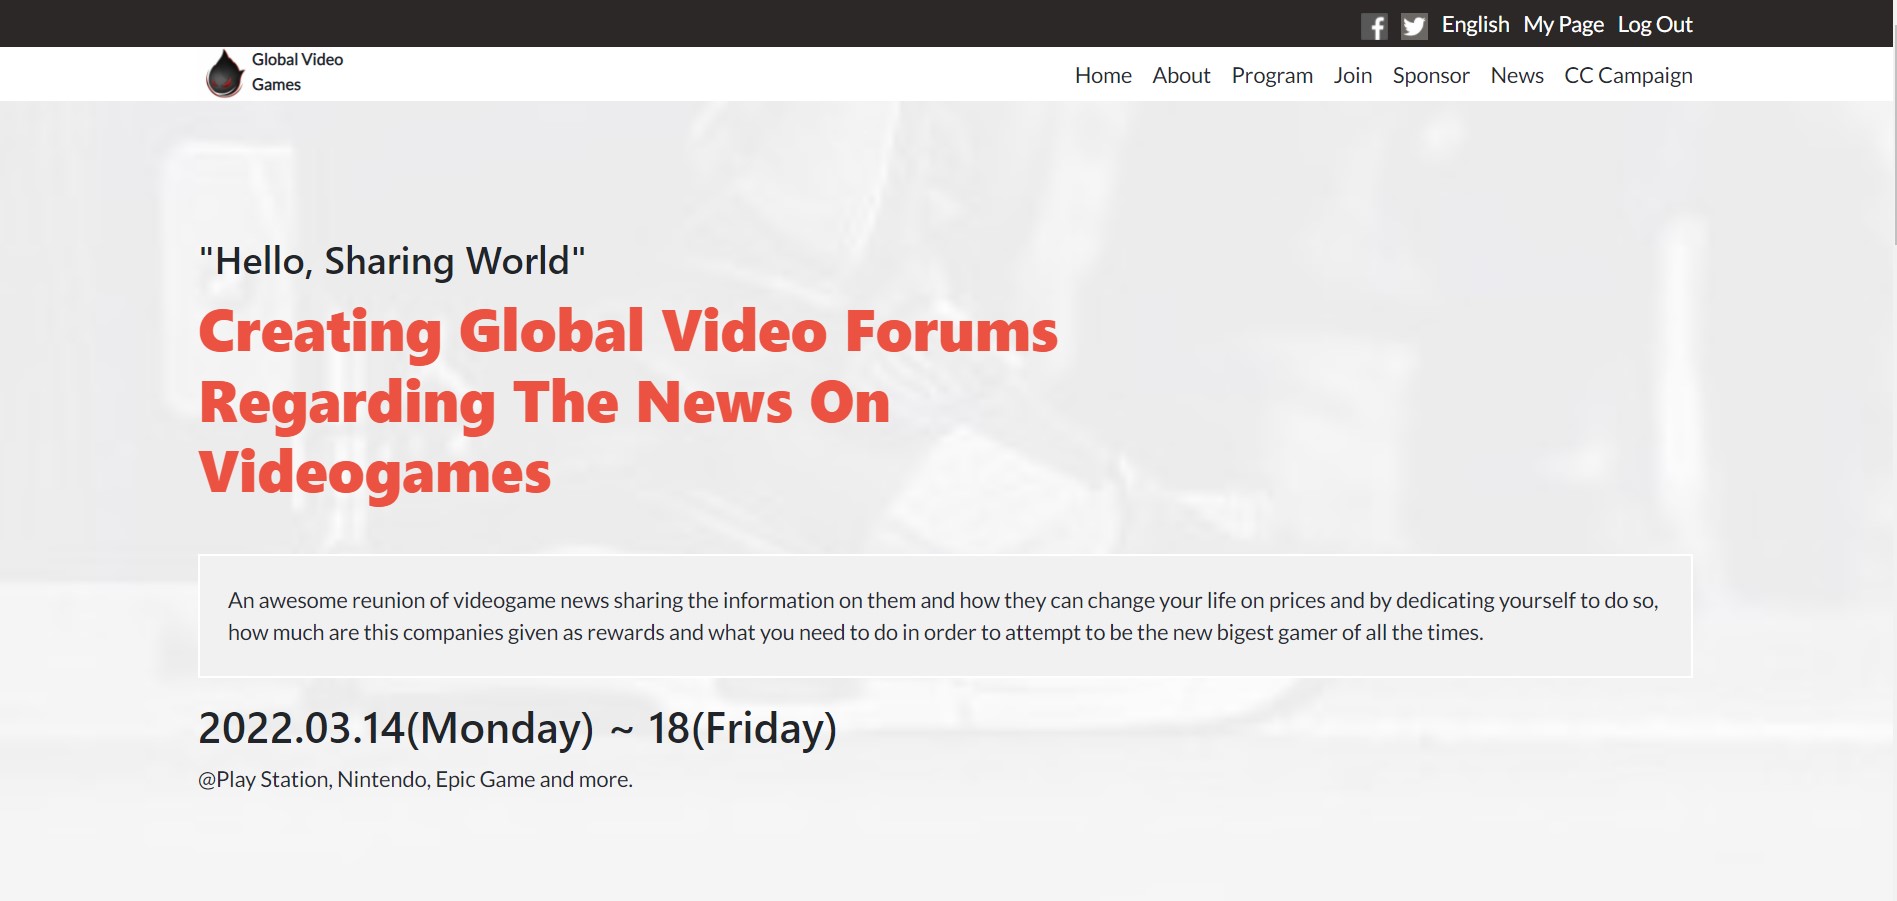 English My Page Log Out
Global Video
Games
Home About Program Join Sponsor News CC Campaign
"Hello, Sharing World"
Creating Global Video Forums
Regarding The News On
Videogames
An awesome reunion of videogame news sharing the information on them and how they can change your life on prices and by dedicating yourself to do so,
how much are this companies given as rewards and what you need to do in order to attempt to be the new bigest gamer of all the times.
2022.03.14(Monday) ~ 18(Friday)
@Play Station, Nintendo, Epic Game and more.